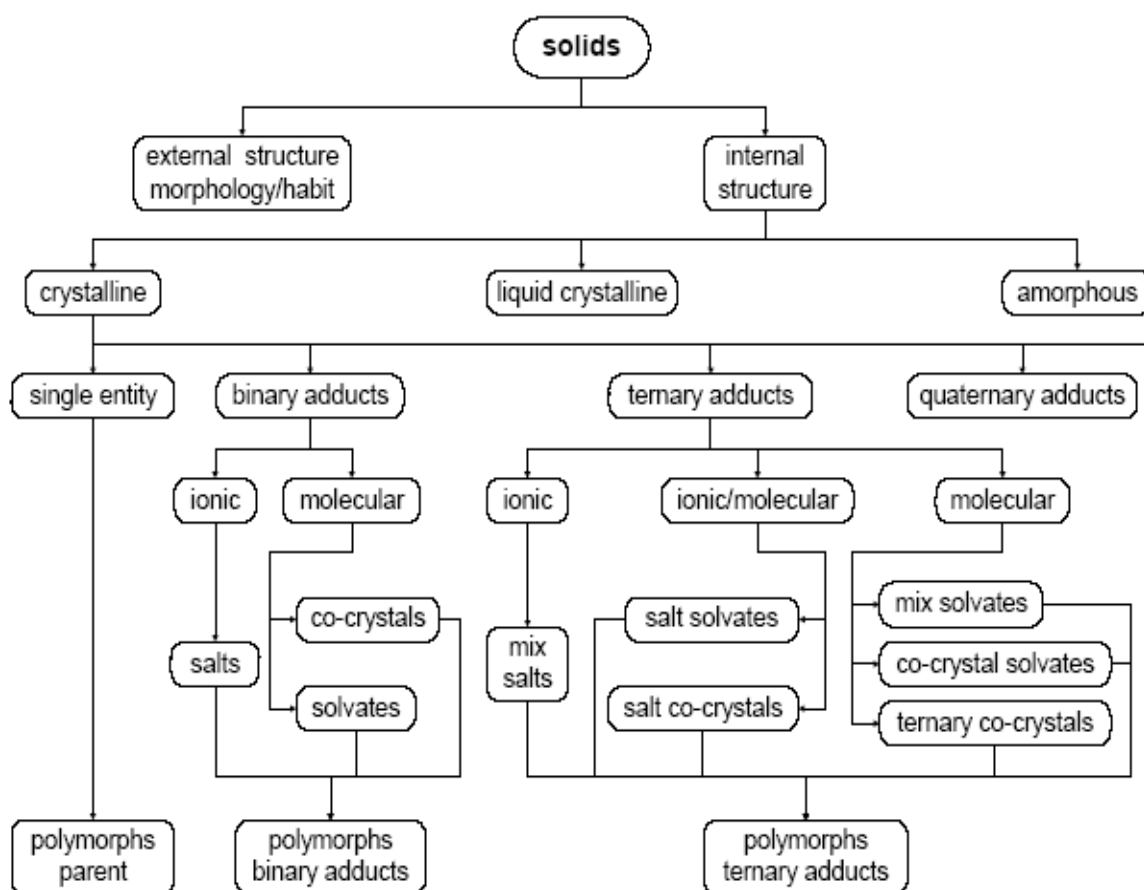 solids
external structure
morphology/habit
internal
structure
crystalline
liquid crystalline
amorphous
single entity
binary adducts
ternary adducts
quaternary adducts
ionic
molecular
ionic
ionic/molecular
molecular
co-crystals
salt solvates
mix solvates
salts
mix
salts
co-crystal solvates
solvates
salt co-crystals
ternary co-crystals
polymorphs
parent
polymorphs
binary adducts
polymorphs
ternary adducts